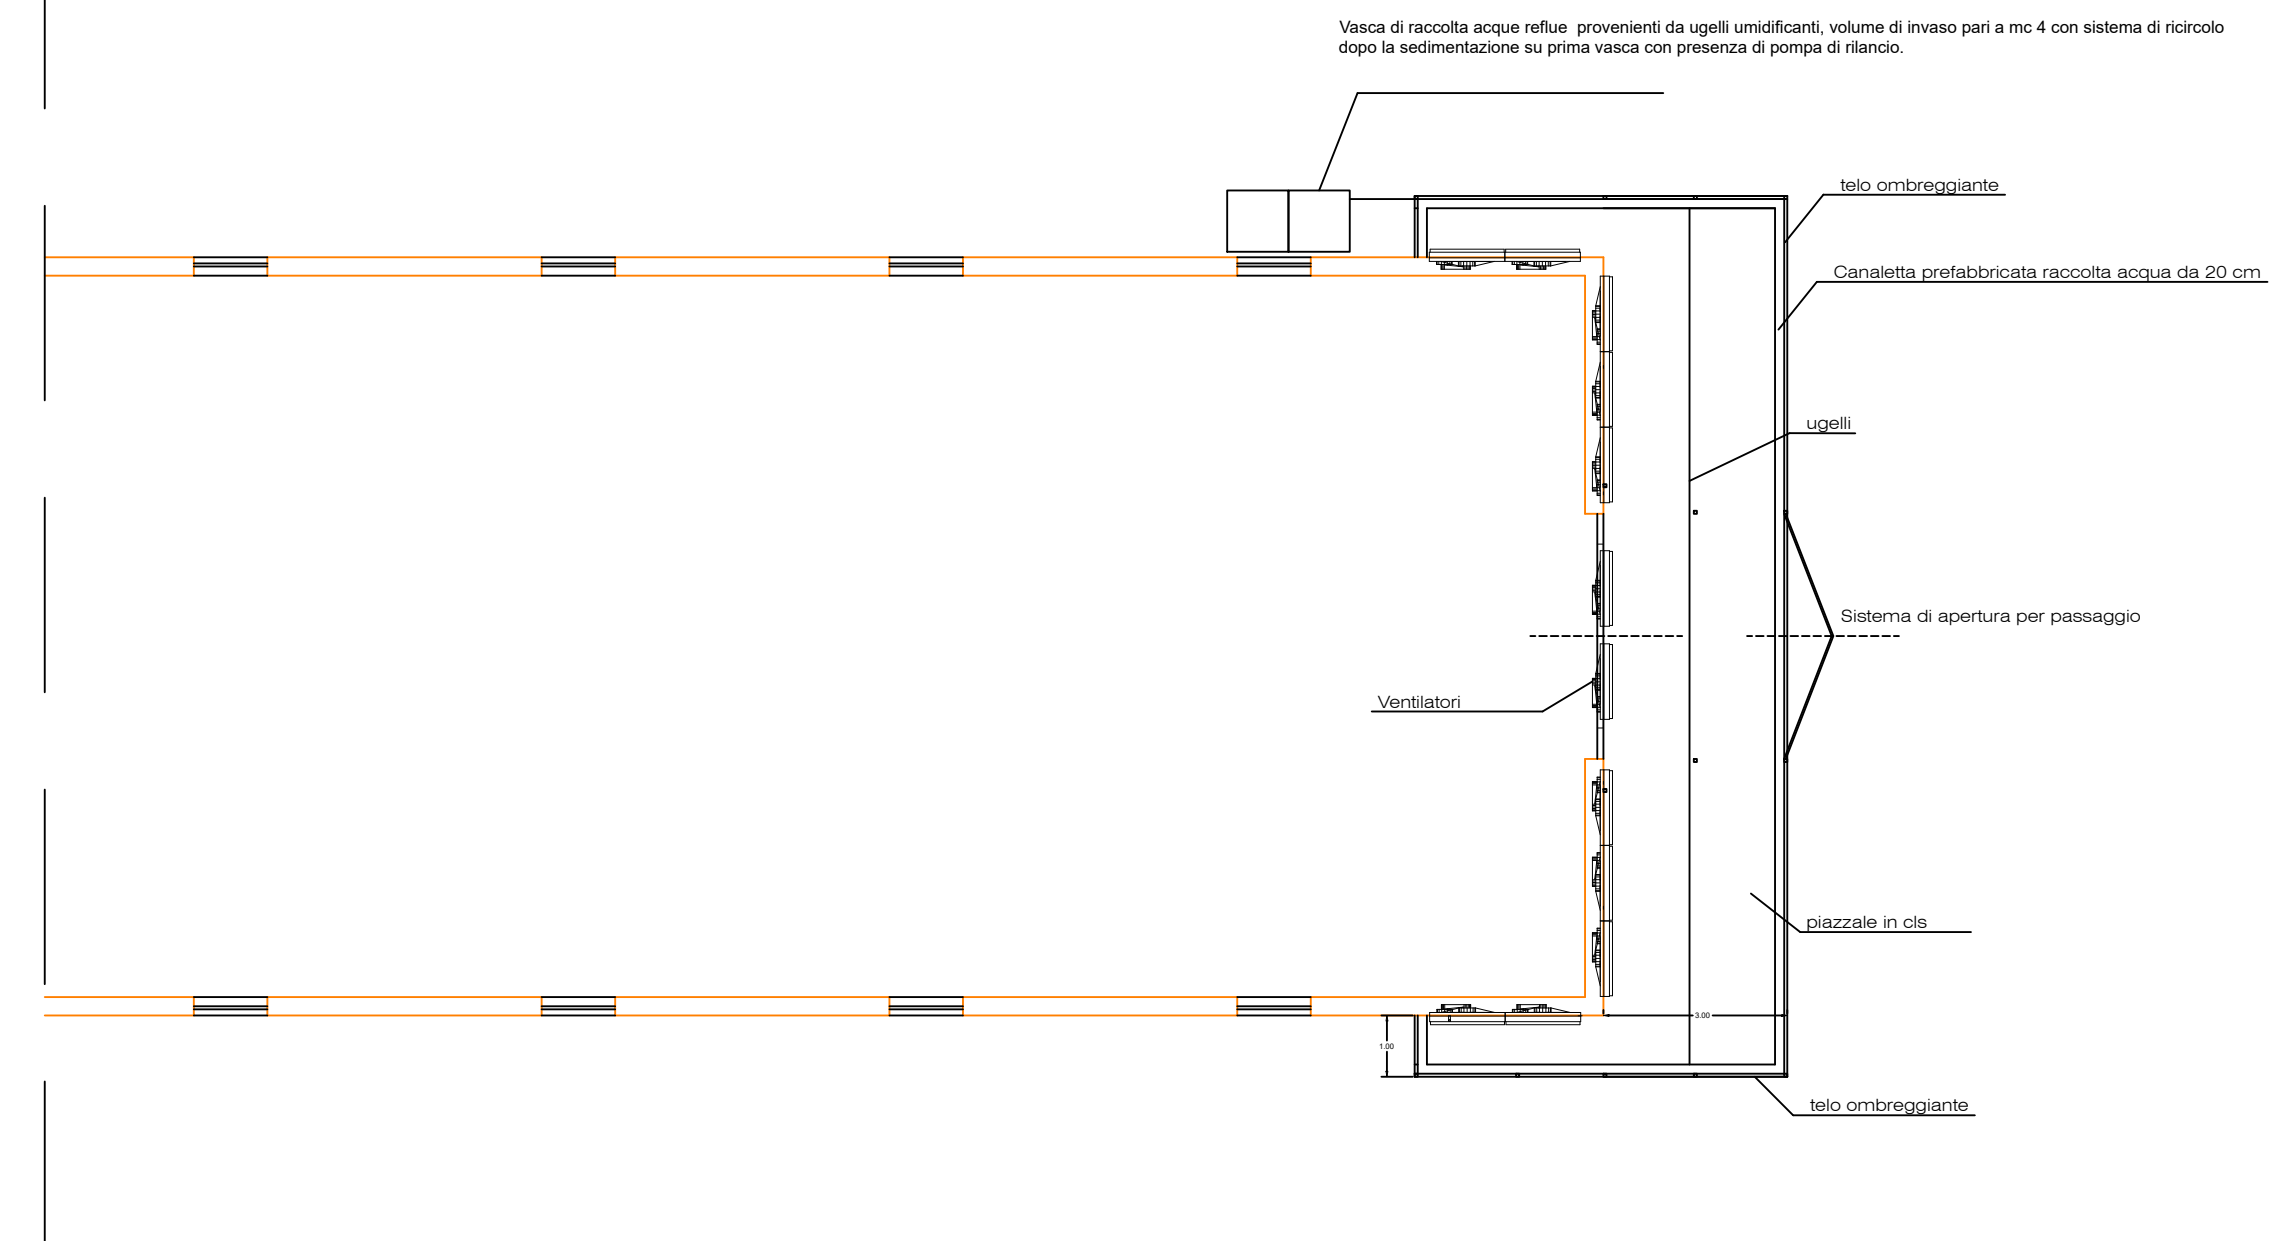 Vasca di raccolta acque reflue  provenienti da ugelli umidificanti, volume di invaso pari a mc 4 con sistema di ricircolo
dopo la sedimentazione su prima vasca con presenza di pompa di rilancio.
telo ombreggiante
Canaletta prefabbricata raccolta acqua da 20 cm
ugelli
Sistema di apertura per passaggio
Ventilatori
piazzale in cls
3.00
1.00
telo ombreggiante